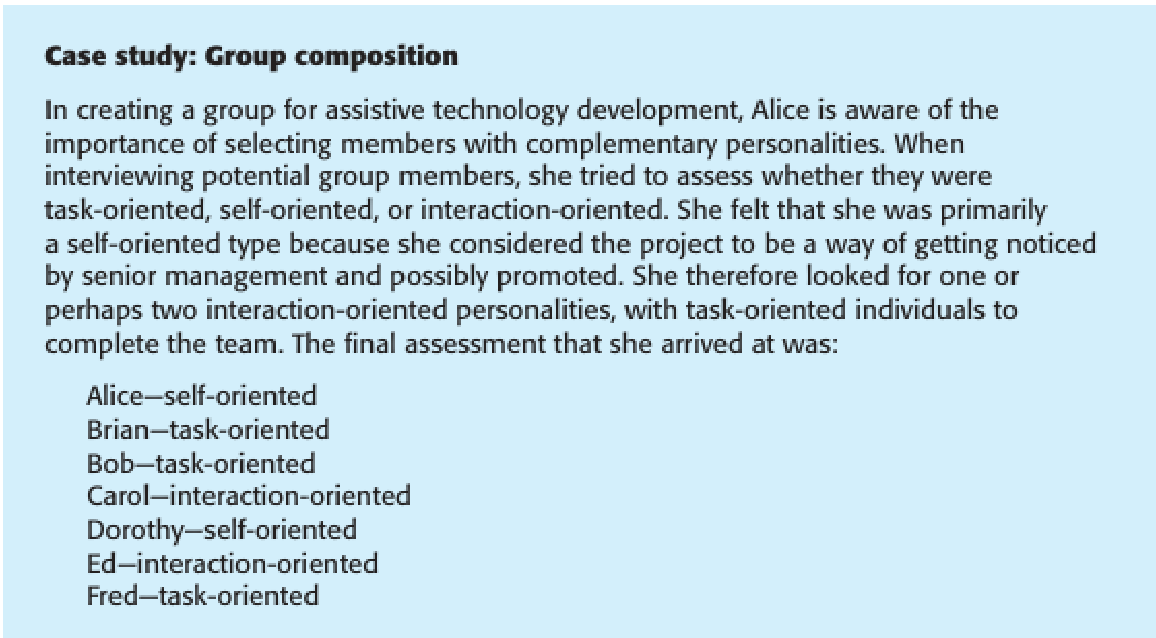 Case study: Group composition
In creating a group for assistive technology development, Alice is aware of the
importance of selecting members with complementary personalities. When
interviewing potential group members, she tried to assess whether they were
task-oriented, self-oriented, or interaction-oriented. She felt that she was primarily
a self-oriented type because she considered the project to be a way of getting noticed
by senior management and possibly promoted. She therefore looked for one or
perhaps two interaction-oriented personalities, with task-oriented individuals to
complete the team. The final assessment that she arrived at was:
Alice—self-oriented
Brian—task-oriented
Bob—task-oriented
Carol—interaction-oriented
Dorothy—self-oriented
Ed—interaction-oriented
Fred—task-oriented